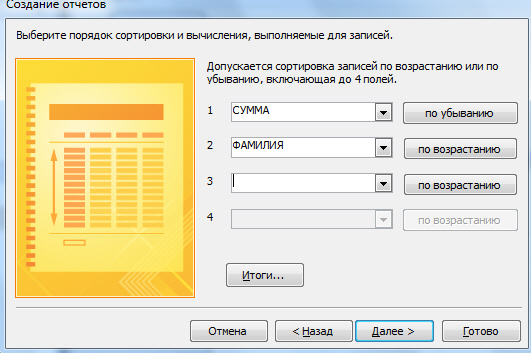 Создание отчетов
Выберите порядок сортировки и вычисления, выполняемые для записей.
Допускается сортировка записей по возрастанию или по
убыванию, включающая до 4 полей.
1 СУММА по убыванию
2 ФАМИЛИЯ по возрастанию
3 по возрастанию
4 по возрастанию
Итоги...
Отмена < Назад Далее > Готово